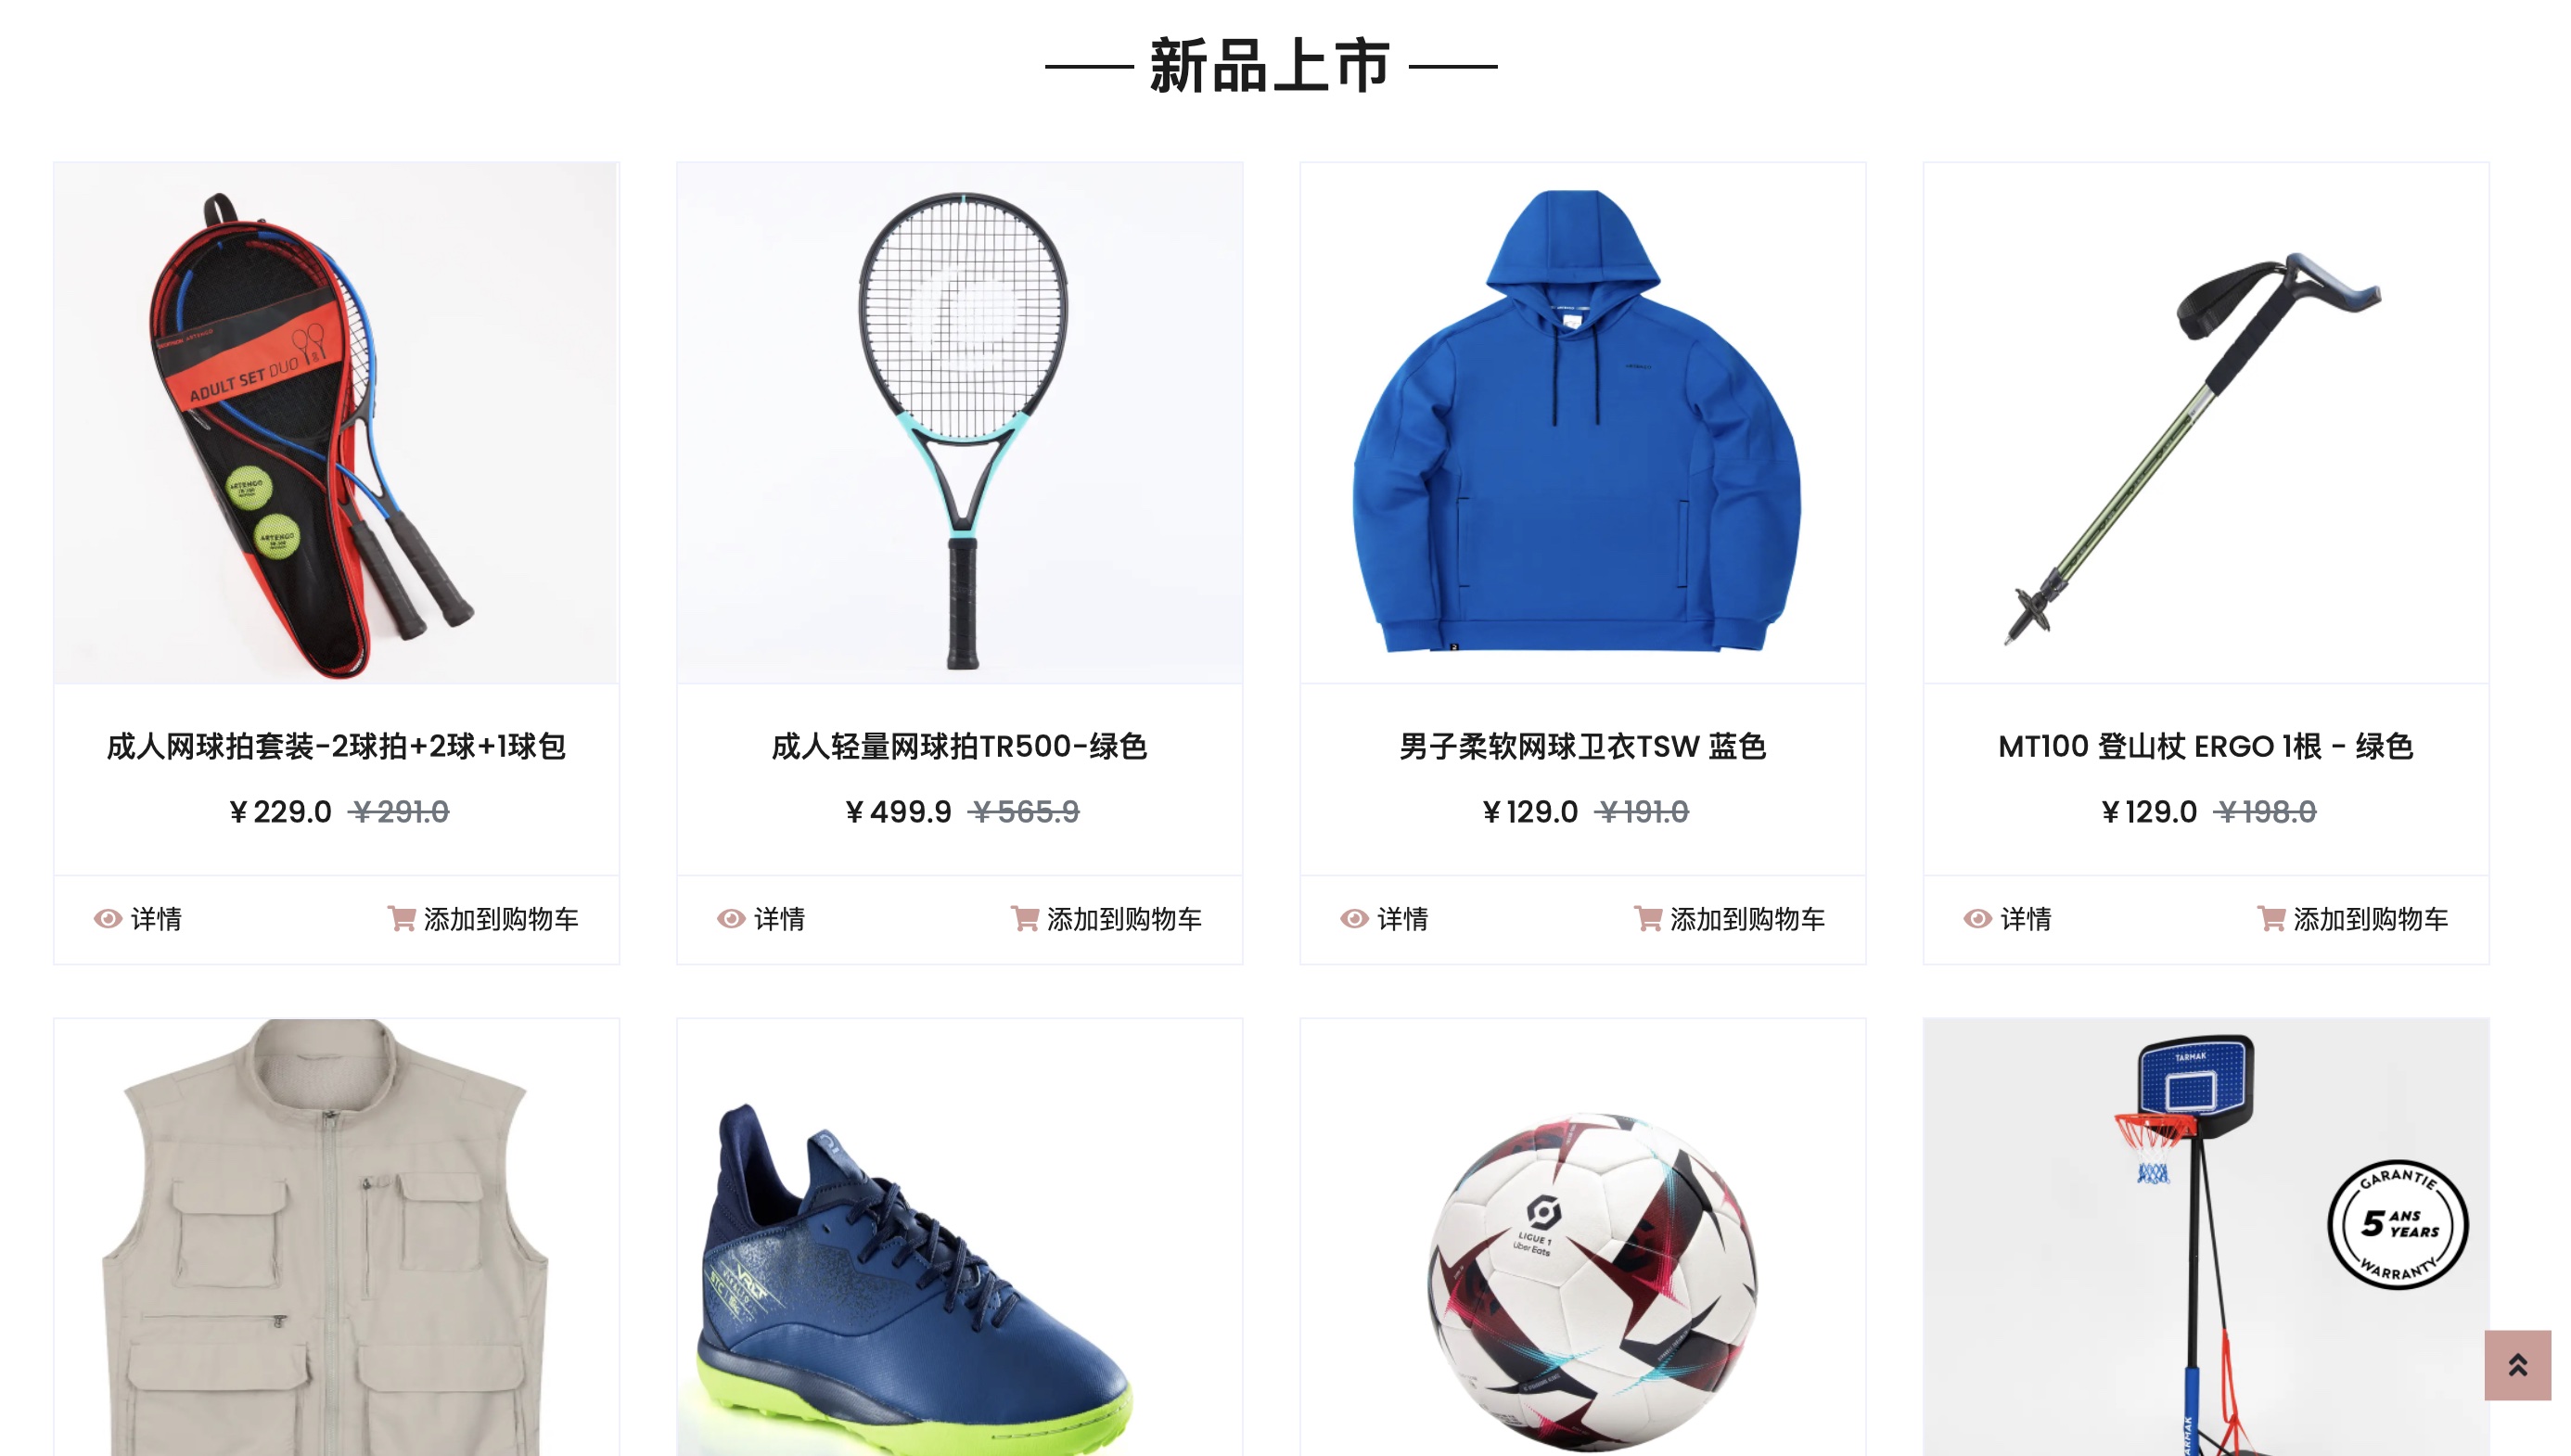 新品上市
ADULT SET DUO
ARTENGO
ARTENGO
成人网球拍套装-2球拍+2球+1球包
¥ 229.0 ¥ 291.0
详情 添加到购物车
成人轻量网球拍TR500-绿色
¥ 499.9 ¥ 565.9
详情 添加到购物车
男子柔软网球卫衣TSW 蓝色
¥ 129.0 ¥ 191.0
详情 添加到购物车
MT100 登山杖 ERGO 1根 - 绿色
¥ 129.0 ¥ 198.0
详情 添加到购物车
LIGUE 1
Uber Eats
TARMAK
GARANTIE
5 ANS
YEARS
WARRANTY
TARMAK